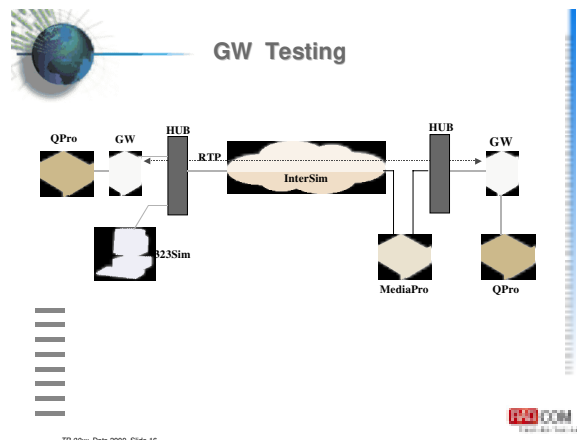 GW Testing
QPro
GW
HUB
RTP
InterSim
HUB
GW
323Sim
MediaPro
QPro
RADCOM